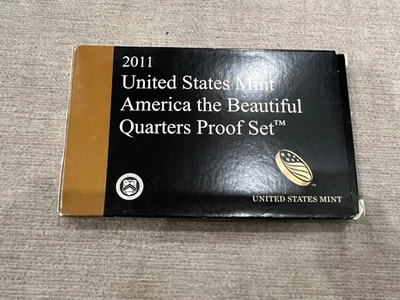 2011
United States Mint
America the Beautiful
Quarters Proof Set™
UNITED STATES MINT